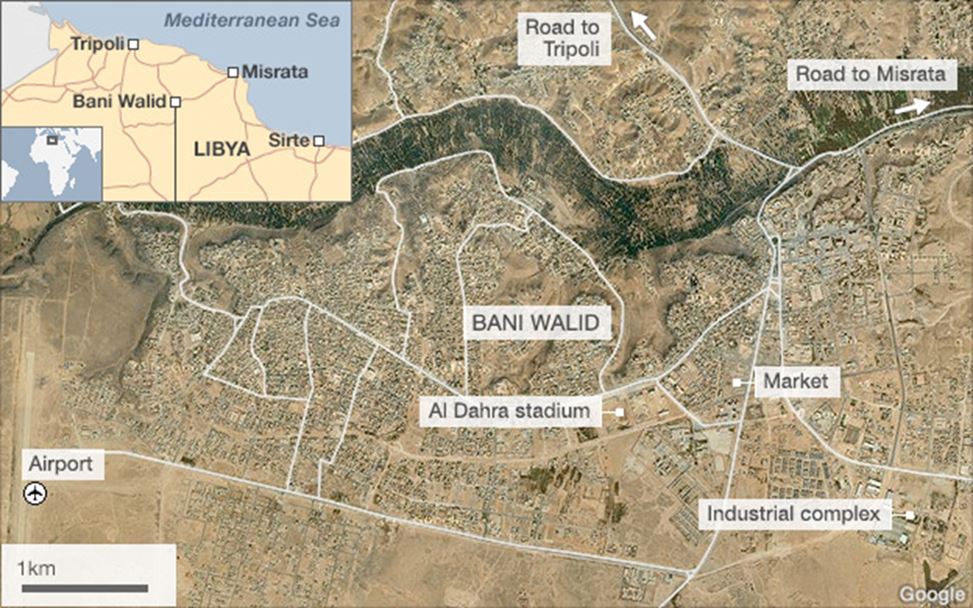 Mediterranean Sea
Tripoli
Misrata
Bani Walid
Sirte
LIBYA
Road to
Tripoli
Road to Misrata
BANI WALID
Market
Al Dahra stadium
Airport
Industrial complex
1km
Google